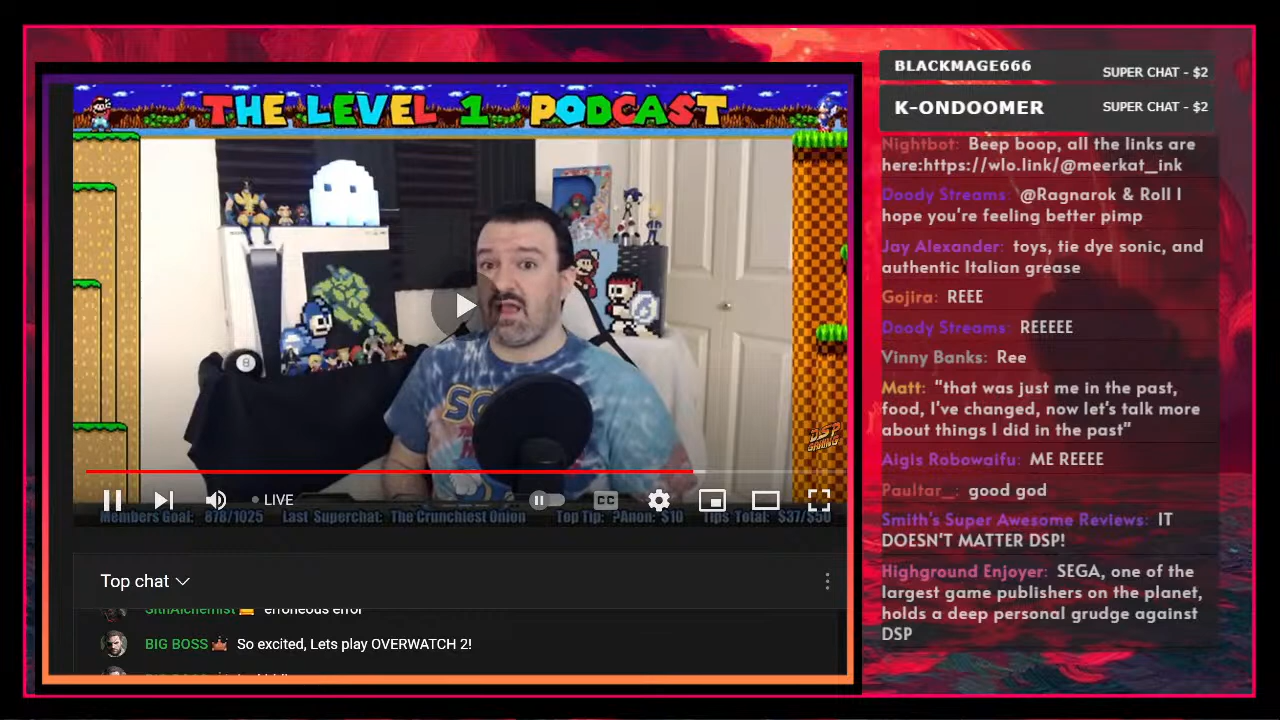 THE LEVEL 1 PODCAST
DSP
GAMING
LIVE
CC
Members Goal: 878/1025 Last Superchat: The Crunchiest Onion Top Tip: ?Anon: $10 Tips Total: $37/$50
Top chat
SithAlchemist erroneous error
BIG BOSS So excited, Lets play OVERWATCH 2!
BLACKMAGE666 SUPER CHAT - $2
K-ONDOOMER SUPER CHAT - $2
Nightbot: Beep boop, all the links are
here:https://wlo.link/@meerkat_ink
Doody Streams: @Ragnarok & Roll I
hope you're feeling better pimp
Jay Alexander: toys, tie dye sonic, and
authentic Italian grease
Gojira: REEE
Doody Streams: REEEEE
Vinny Banks: Ree
Matt: "that was just me in the past,
food, I've changed, now let's talk more
about things I did in the past"
Aigis Robowaifu: ME REEEE
Paultar_: good god
Smith's Super Awesome Reviews: IT
DOESN'T MATTER DSP!
Highground Enjoyer: SEGA, one of the
largest game publishers on the planet,
holds a deep personal grudge against
DSP